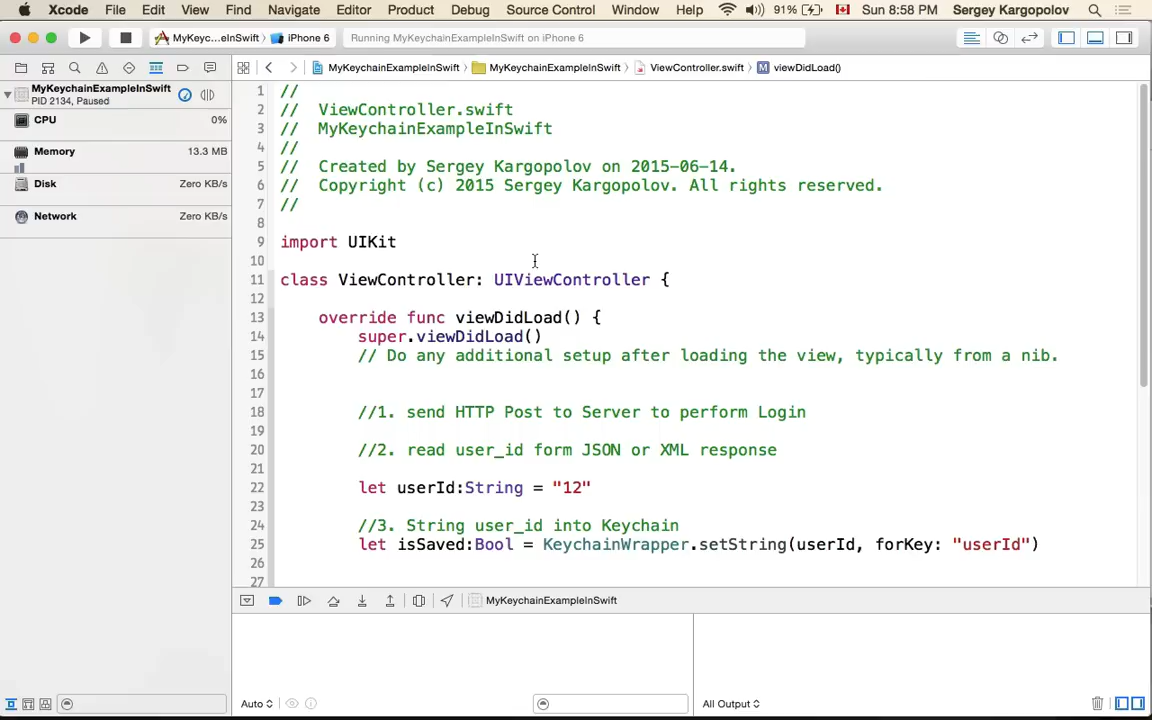 Xcode File Edit View Find Navigate Editor Product Debug Source Control Window Help 91% Sun 8:58 PM Sergey Kargopolov
MyKeyc...eInSwift iPhone 6 Running MyKeychainExampleInSwift on iPhone 6
MyKeychainExampleInSwift MyKeychainExampleInSwift ViewController.swift M viewDidLoad()
MyKeychainExampleInSwift
PID 2134, Paused
CPU 0%
Memory 13.3 MB
Disk Zero KB/s
Network Zero KB/s
1 //
2 // ViewController.swift
3 // MyKeychainExampleInSwift
4 //
5 // Created by Sergey Kargopolov on 2015-06-14.
6 // Copyright (c) 2015 Sergey Kargopolov. All rights reserved.
7 //
8
9 import UIKit
10
11 class ViewController: UIViewController {
12
13 override func viewDidLoad() {
14 super.viewDidLoad()
15 // Do any additional setup after loading the view, typically from a nib.
16
17
18 //1. send HTTP Post to Server to perform Login
19
20 //2. read user_id form JSON or XML response
21
22 let userId:String = "12"
23
24 //3. String user_id into Keychain
25 let isSaved:Bool = KeychainWrapper.setString(userId, forKey: "userId")
26
27
MyKeychainExampleInSwift
Auto All Output